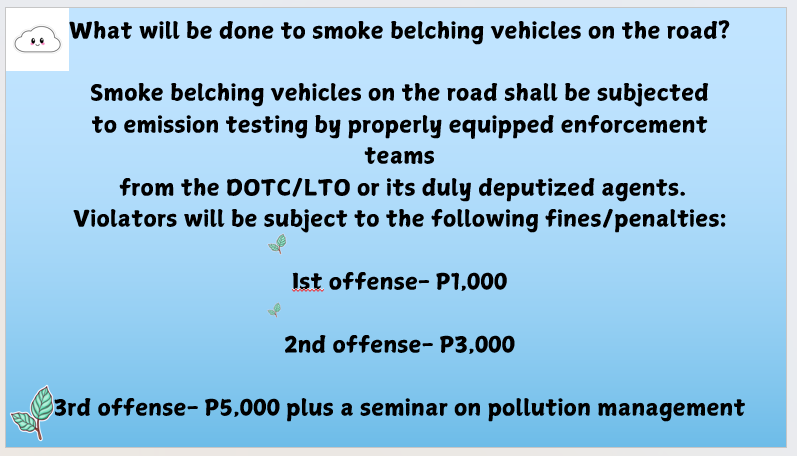 What will be done to smoke belching vehicles on the road?
Smoke belching vehicles on the road shall be subjected
to emission testing by properly equipped enforcement
teams
from the DOTC/LTO or its duly deputized agents.
Violators will be subject to the following fines/penalties:
1st offense- P1,000
2nd offense- P3,000
3rd offense- P5,000 plus a seminar on pollution management